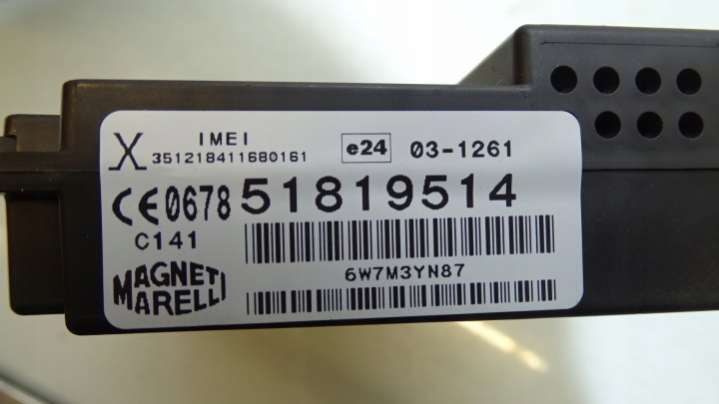 X IMEI e24 03-1261
351218411680161
CE0678 51819514
C141
6W7M3YN87
MAGNETI
MARELLI